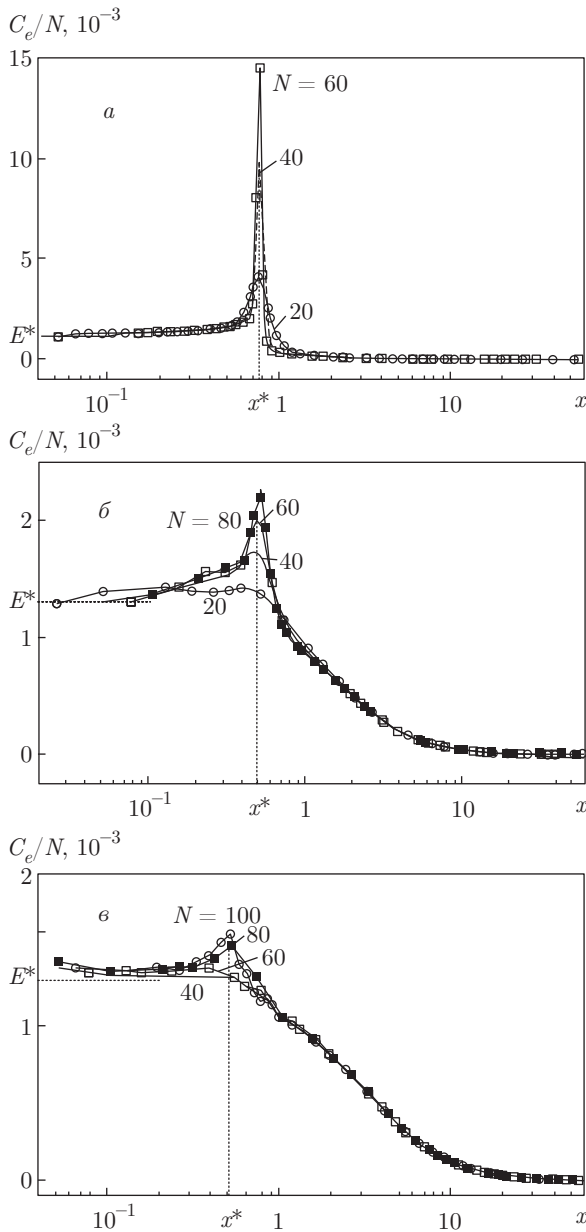 C_e/N, 10^{-3}
15
N = 60
а
40
10
5
20
E*
0
10^{-1}
x*
1
10
x
C_e/N, 10^{-3}
б
2
N = 80
60
40
E*
20
1
0
10^{-1}
x*
1
10
x
C_e/N, 10^{-3}
2
в
N = 100
80
60
E*
40
1
0
10^{-1}
x*
1
10
x